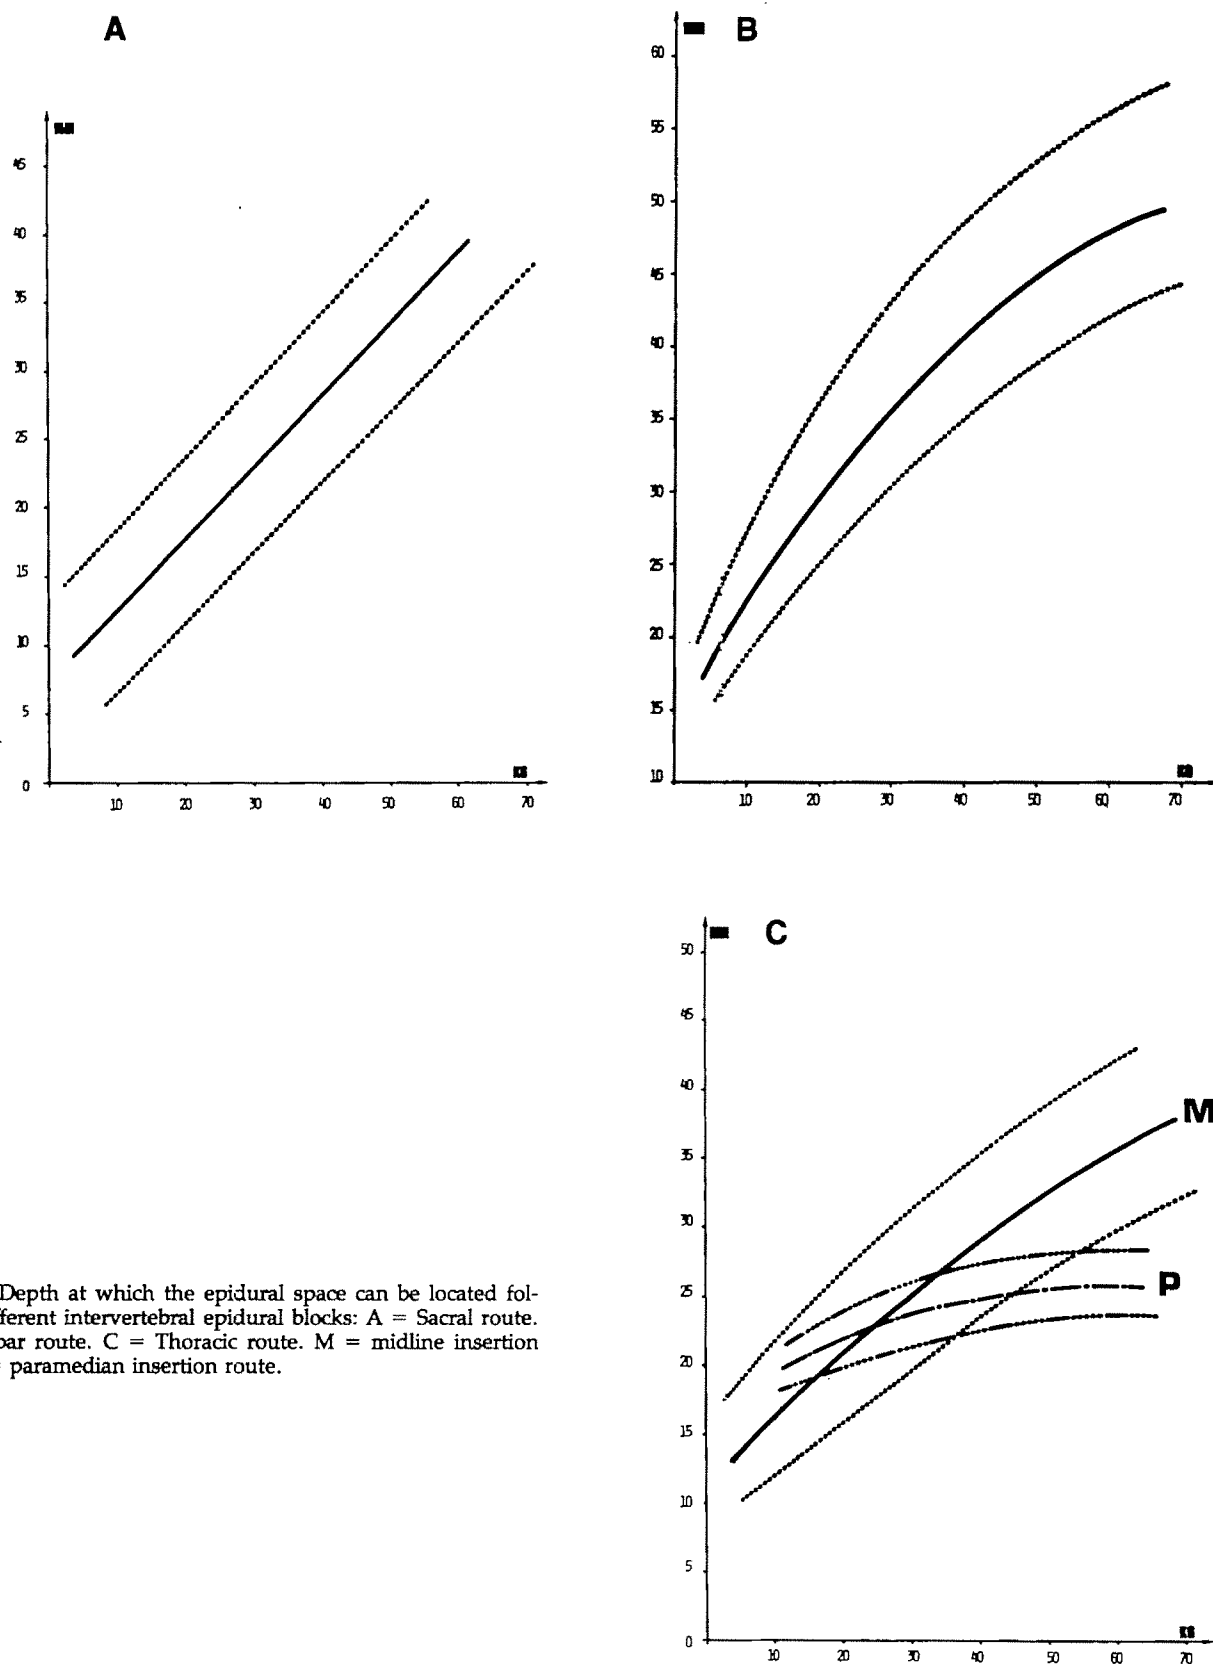 A
45
40
35
30
25
20
15
10
5
0
10 20 30 40 50 60 70
B
60
55
50
45
40
35
30
25
20
15
10
10 20 30 40 50 60 70
C
50
45
40
35
30
25
20
15
10
5
0
M
P
10 20 30 40 50 60 70
Depth at which the epidural space can be located fol-
fferent intervertebral epidural blocks: A = Sacral route.
bar route. C = Thoracic route. M = midline insertion
paramedian insertion route.